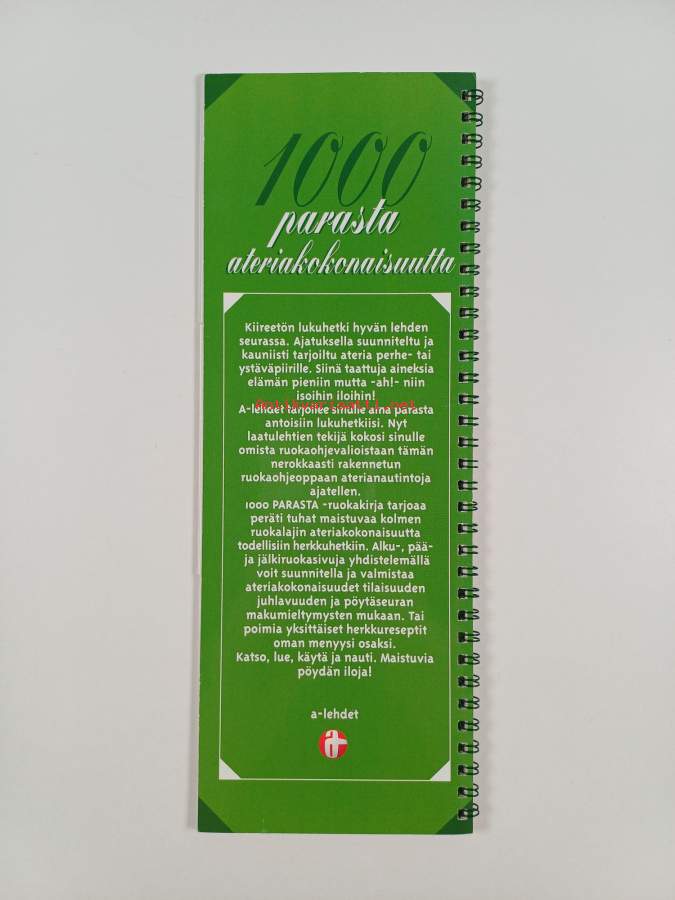 1000
parasta
ateriakokonaisuutta
Kiireetön lukuhetki hyvän lehden
seurassa. Ajatuksella suunniteltu ja
kauniisti tarjoiltu ateria perhe- tai
ystäväpiirille. Siinä taattuja aineksia
elämän pieniin mutta -ah!- niin
isoihin iloihin!
Antikvariaatti.net
A-lehdet tarjoilee sinulle aina parasta
antoisiin lukuhetkiisi. Nyt
laatulehtien tekijä kokosi sinulle
omista ruokaohjevalioistaan tämän
nerokkaasti rakennetun
ruokaohjeoppaan aterianautintoja
ajatellen.
1000 PARASTA -ruokakirja tarjoaa
peräti tuhat maistuvaa kolmen
ruokalajin ateriakokonaisuutta
todellisiin herkkuhetkiin. Alku-, pää-
ja jälkiruokasivuja yhdistelemällä
voit suunnitella ja valmistaa
ateriakokonaisuudet tilaisuuden
juhlavuuden ja pöytäseuran
makumieltymysten mukaan. Tai
poimia yksittäiset herkkureseptit
oman menyysi osaksi.
Katso, lue, käytä ja nauti. Maistuvia
pöydän iloja!
a-lehdet
a